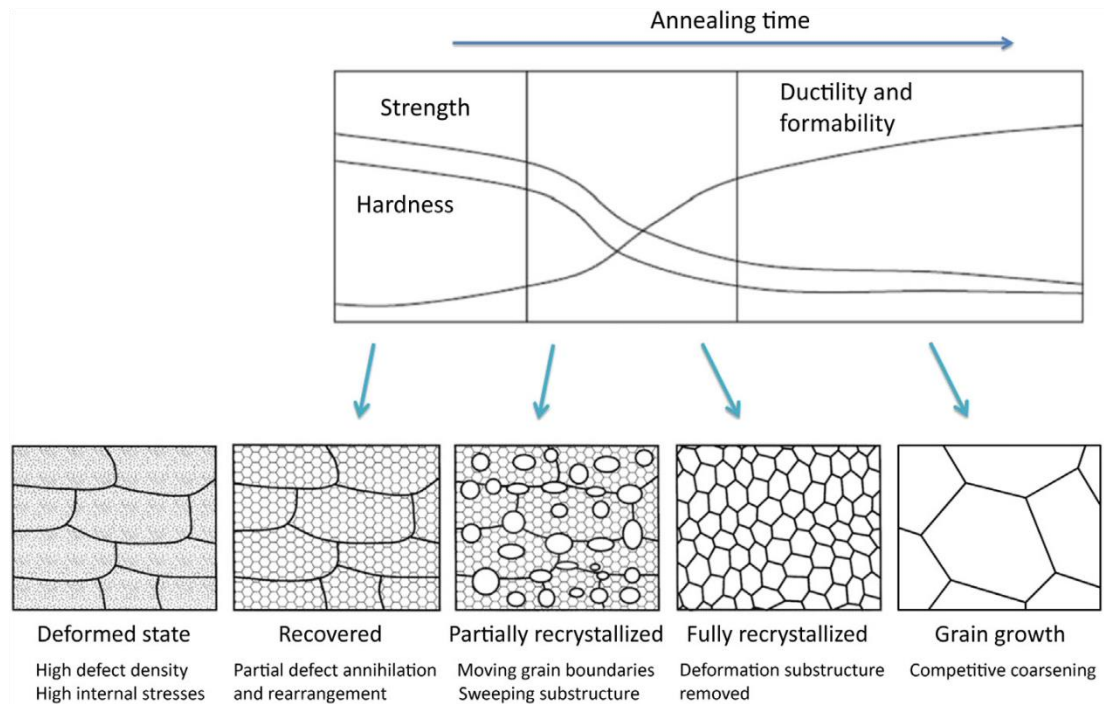 Annealing time
Strength
Ductility and
formability
Hardness
Deformed state
High defect density
High internal stresses
Recovered
Partial defect annihilation
and rearrangement
Partially recrystallized
Moving grain boundaries
Sweeping substructure
Fully recrystallized
Deformation substructure
removed
Grain growth
Competitive coarsening